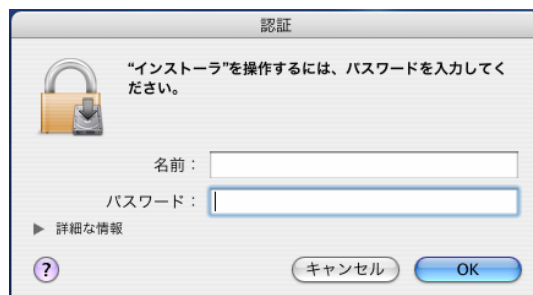 認証
“インストーラ”を操作するには、パスワードを入力してく
ださい。
名前：
パスワード：
▶ 詳細な情報
?
キャンセル
OK